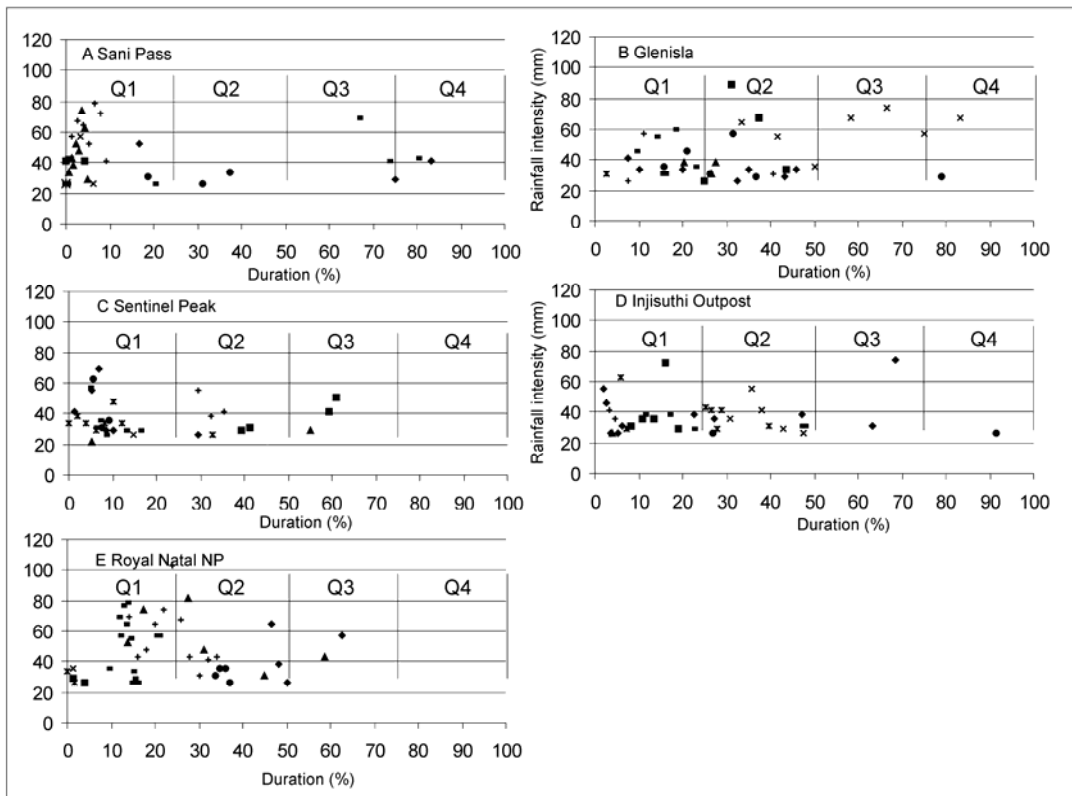 A Sani Pass
Q1 Q2 Q3 Q4
120
100
80
60
40
20
0
0 10 20 30 40 50 60 70 80 90 100
Duration (%)
B Glenisla
Q1 Q2 Q3 Q4
Rainfall intensity (mm)
120
100
80
60
40
20
0
0 10 20 30 40 50 60 70 80 90 100
Duration (%)
C Sentinel Peak
Q1 Q2 Q3 Q4
120
100
80
60
40
20
0
0 10 20 30 40 50 60 70 80 90 100
Duration (%)
D Injisuthi Outpost
Q1 Q2 Q3 Q4
Rainfall intensity (mm)
120
100
80
60
40
20
0
0 10 20 30 40 50 60 70 80 90 100
Duration (%)
E Royal Natal NP
Q1 Q2 Q3 Q4
120
100
80
60
40
20
0
0 10 20 30 40 50 60 70 80 90 100
Duration (%)